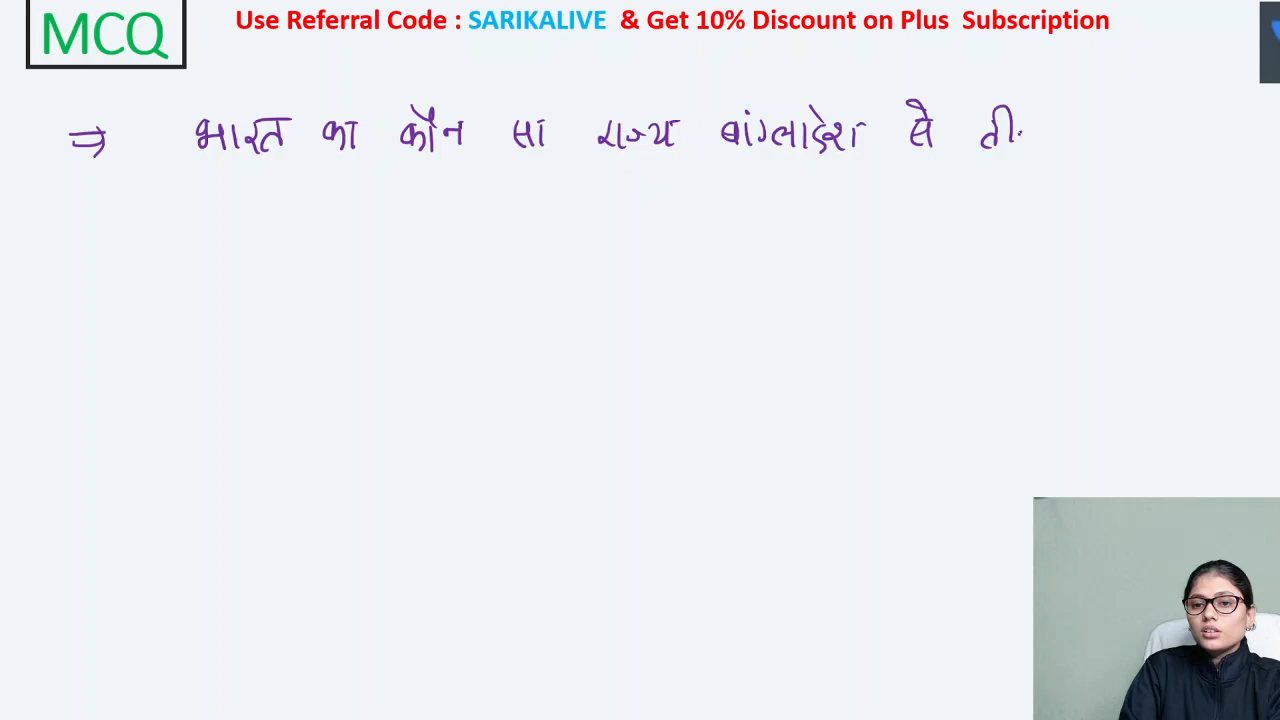 MCQ
Use Referral Code : SARIKALIVE & Get 10% Discount on Plus Subscription
⇒ भारत का कौन सा राज्य बांग्लादेश से ती